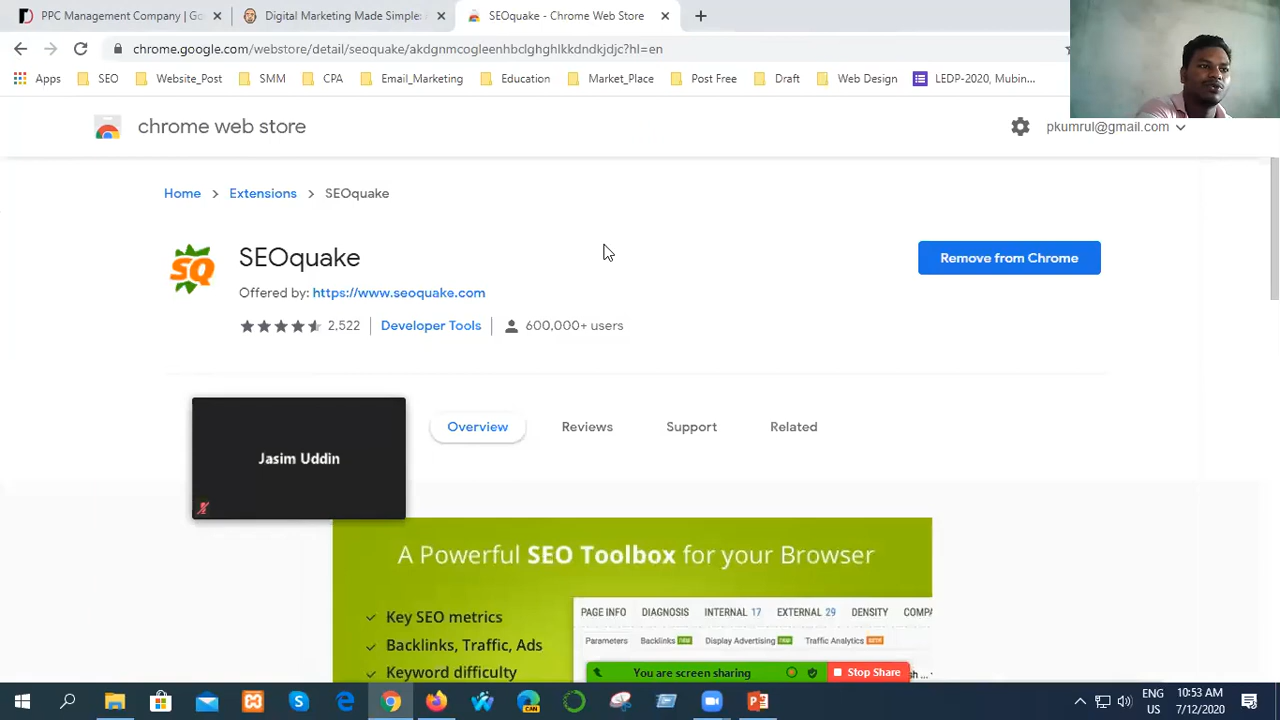 PPC Management Company | Go
Digital Marketing Made Simple:
SEOquake - Chrome Web Store
chrome.google.com/webstore/detail/seoquake/akdgnmcogleenhbclghghlkkdndkjdjc?hl=en
Apps SEO Website_Post SMM CPA Email_Marketing Education Market_Place Post Free Draft Web Design LEDP-2020, Mubin...
chrome web store
pkumrul@gmail.com
Home > Extensions > SEOquake
SQ
SEOquake
Remove from Chrome
Offered by: https://www.seoquake.com
2,522 | Developer Tools | 600,000+ users
Overview Reviews Support Related
Jasim Uddin
A Powerful SEO Toolbox for your Browser
✓ Key SEO metrics
✓ Backlinks, Traffic, Ads
✓ Keyword difficulty
PAGE INFO DIAGNOSIS INTERNAL 17 EXTERNAL 29 DENSITY COMPA
Parameters Backlinks new Display Advertising new Traffic Analytics
You are screen sharing Stop Share
CAN
ENG
US
10:53 AM
7/12/2020